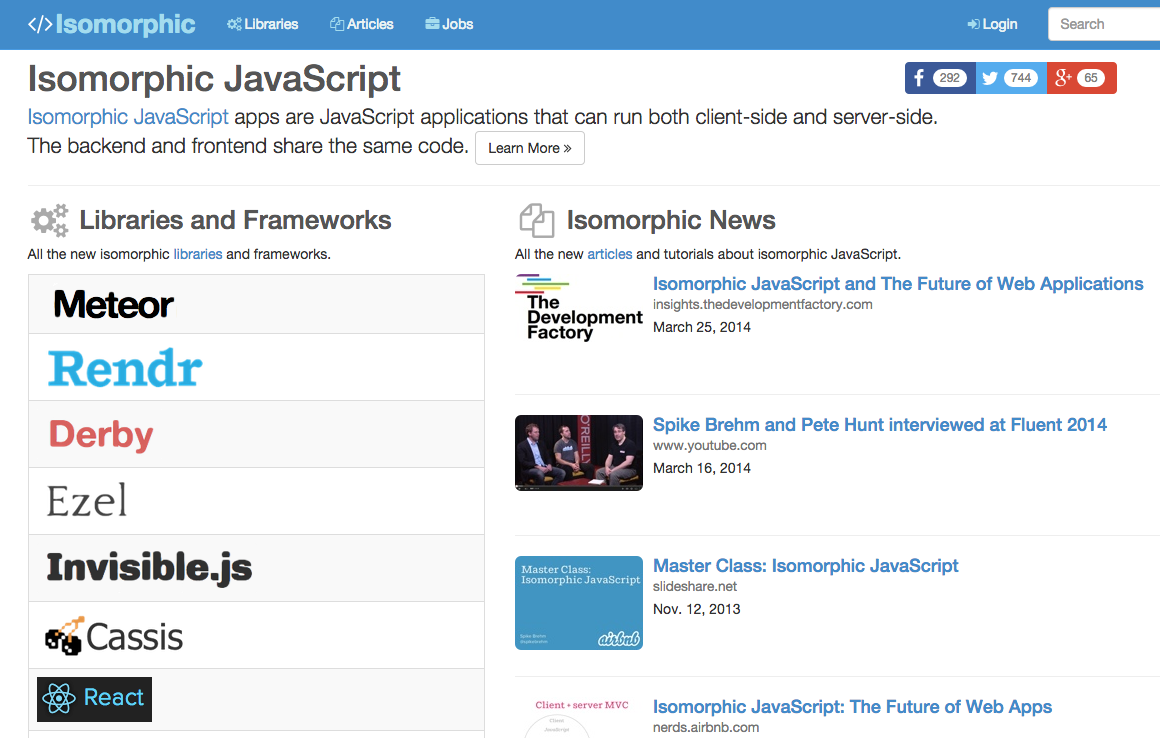 </>Isomorphic Libraries Articles Jobs Login Search
Isomorphic JavaScript
292 744 g+ 65
Isomorphic JavaScript apps are JavaScript applications that can run both client-side and server-side.
The backend and frontend share the same code. Learn More »
Libraries and Frameworks
All the new isomorphic libraries and frameworks.
Meteor
Rendr
Derby
Ezel
Invisible.js
Cassis
React
Isomorphic News
All the new articles and tutorials about isomorphic JavaScript.
The
Development
Factory
Isomorphic JavaScript and The Future of Web Applications
insights.thedevelopmentfactory.com
March 25, 2014
O'REILLY
Spike Brehm and Pete Hunt interviewed at Fluent 2014
www.youtube.com
March 16, 2014
Master Class:
Isomorphic JavaScript
Spike Brehm
airbnb
Master Class: Isomorphic JavaScript
slideshare.net
Nov. 12, 2013
Client + server MVC
Client
JavaScript
Isomorphic JavaScript: The Future of Web Apps
nerds.airbnb.com